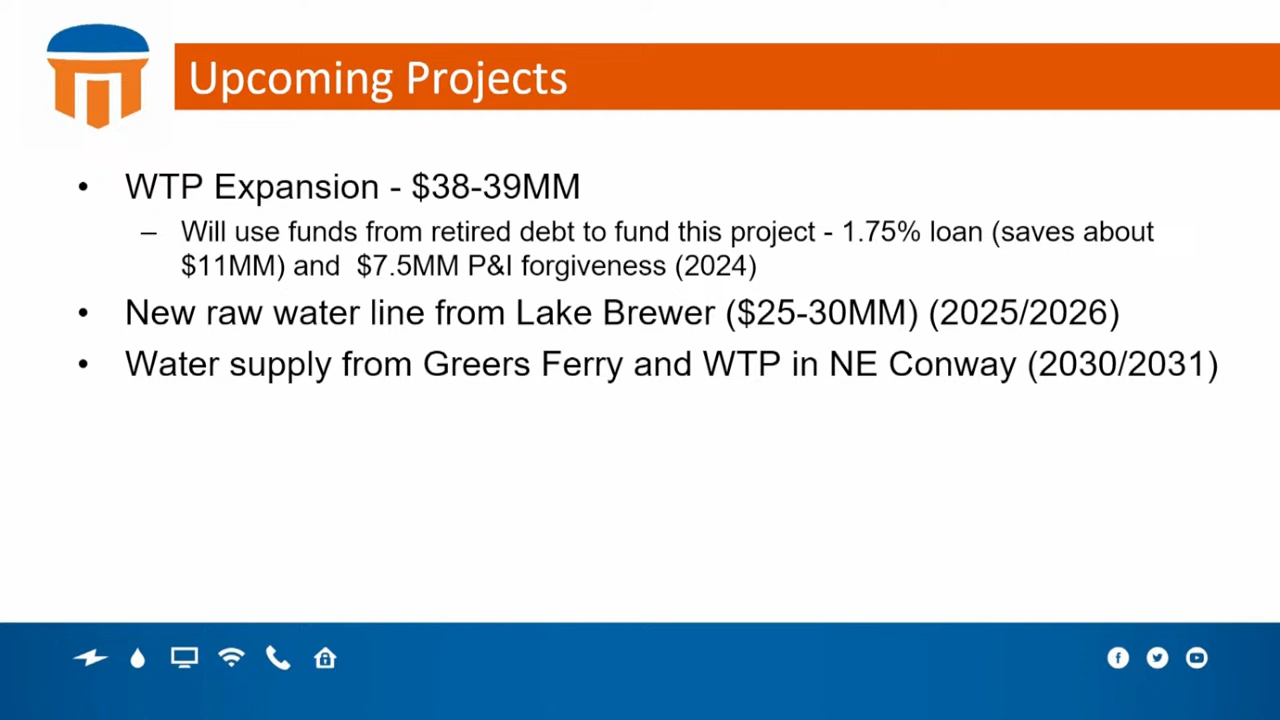 Upcoming Projects
• WTP Expansion - $38-39MM
– Will use funds from retired debt to fund this project - 1.75% loan (saves about
$11MM) and  $7.5MM P&I forgiveness (2024)
• New raw water line from Lake Brewer ($25-30MM) (2025/2026)
• Water supply from Greers Ferry and WTP in NE Conway (2030/2031)